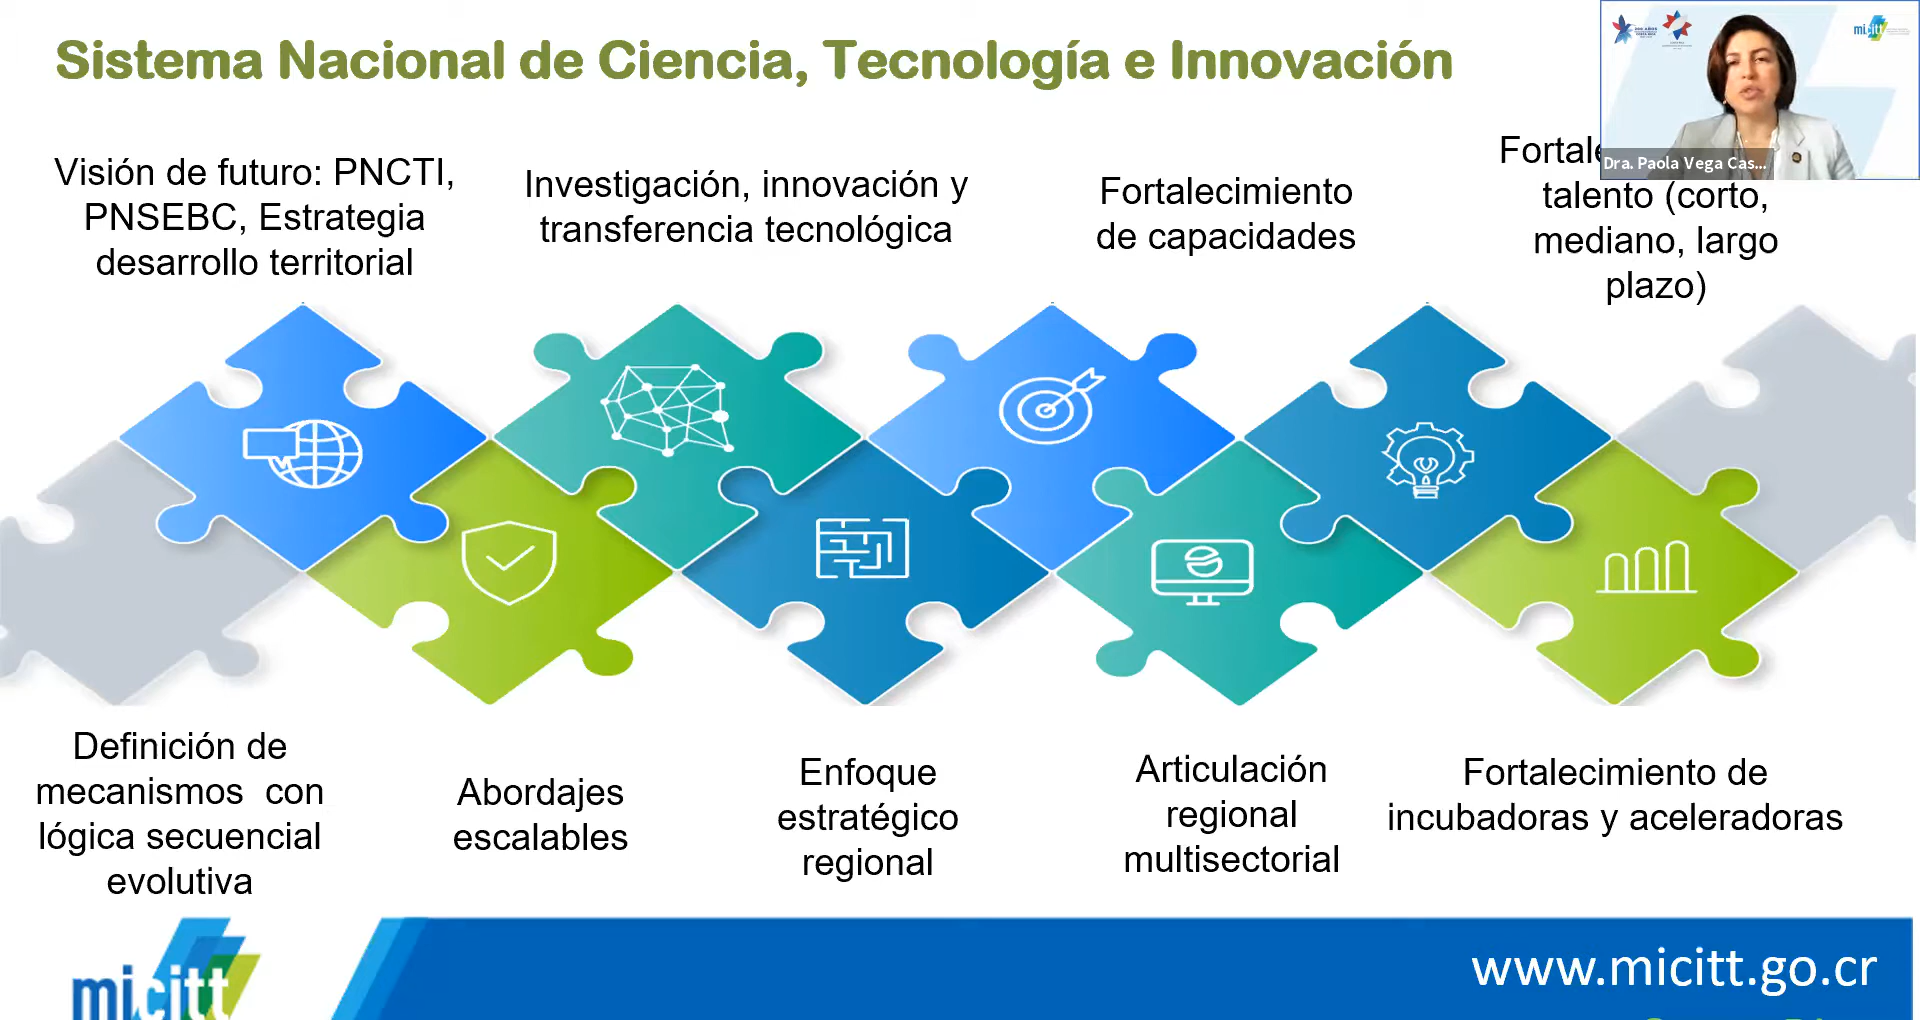 Sistema Nacional de Ciencia, Tecnología e Innovación
Visión de futuro: PNCTI,
PNSEBC, Estrategia
desarrollo territorial
Investigación, innovación y
transferencia tecnológica
Fortalecimiento
de capacidades
talento (corto,
mediano, largo
plazo)
micitt
Dra. Paola Vega Cas...
Definición de
mecanismos con
lógica secuencial
evolutiva
Abordajes
escalables
Enfoque
estratégico
regional
Articulación
regional
multisectorial
Fortalecimiento de
incubadoras y aceleradoras
micitt
www.micitt.go.cr